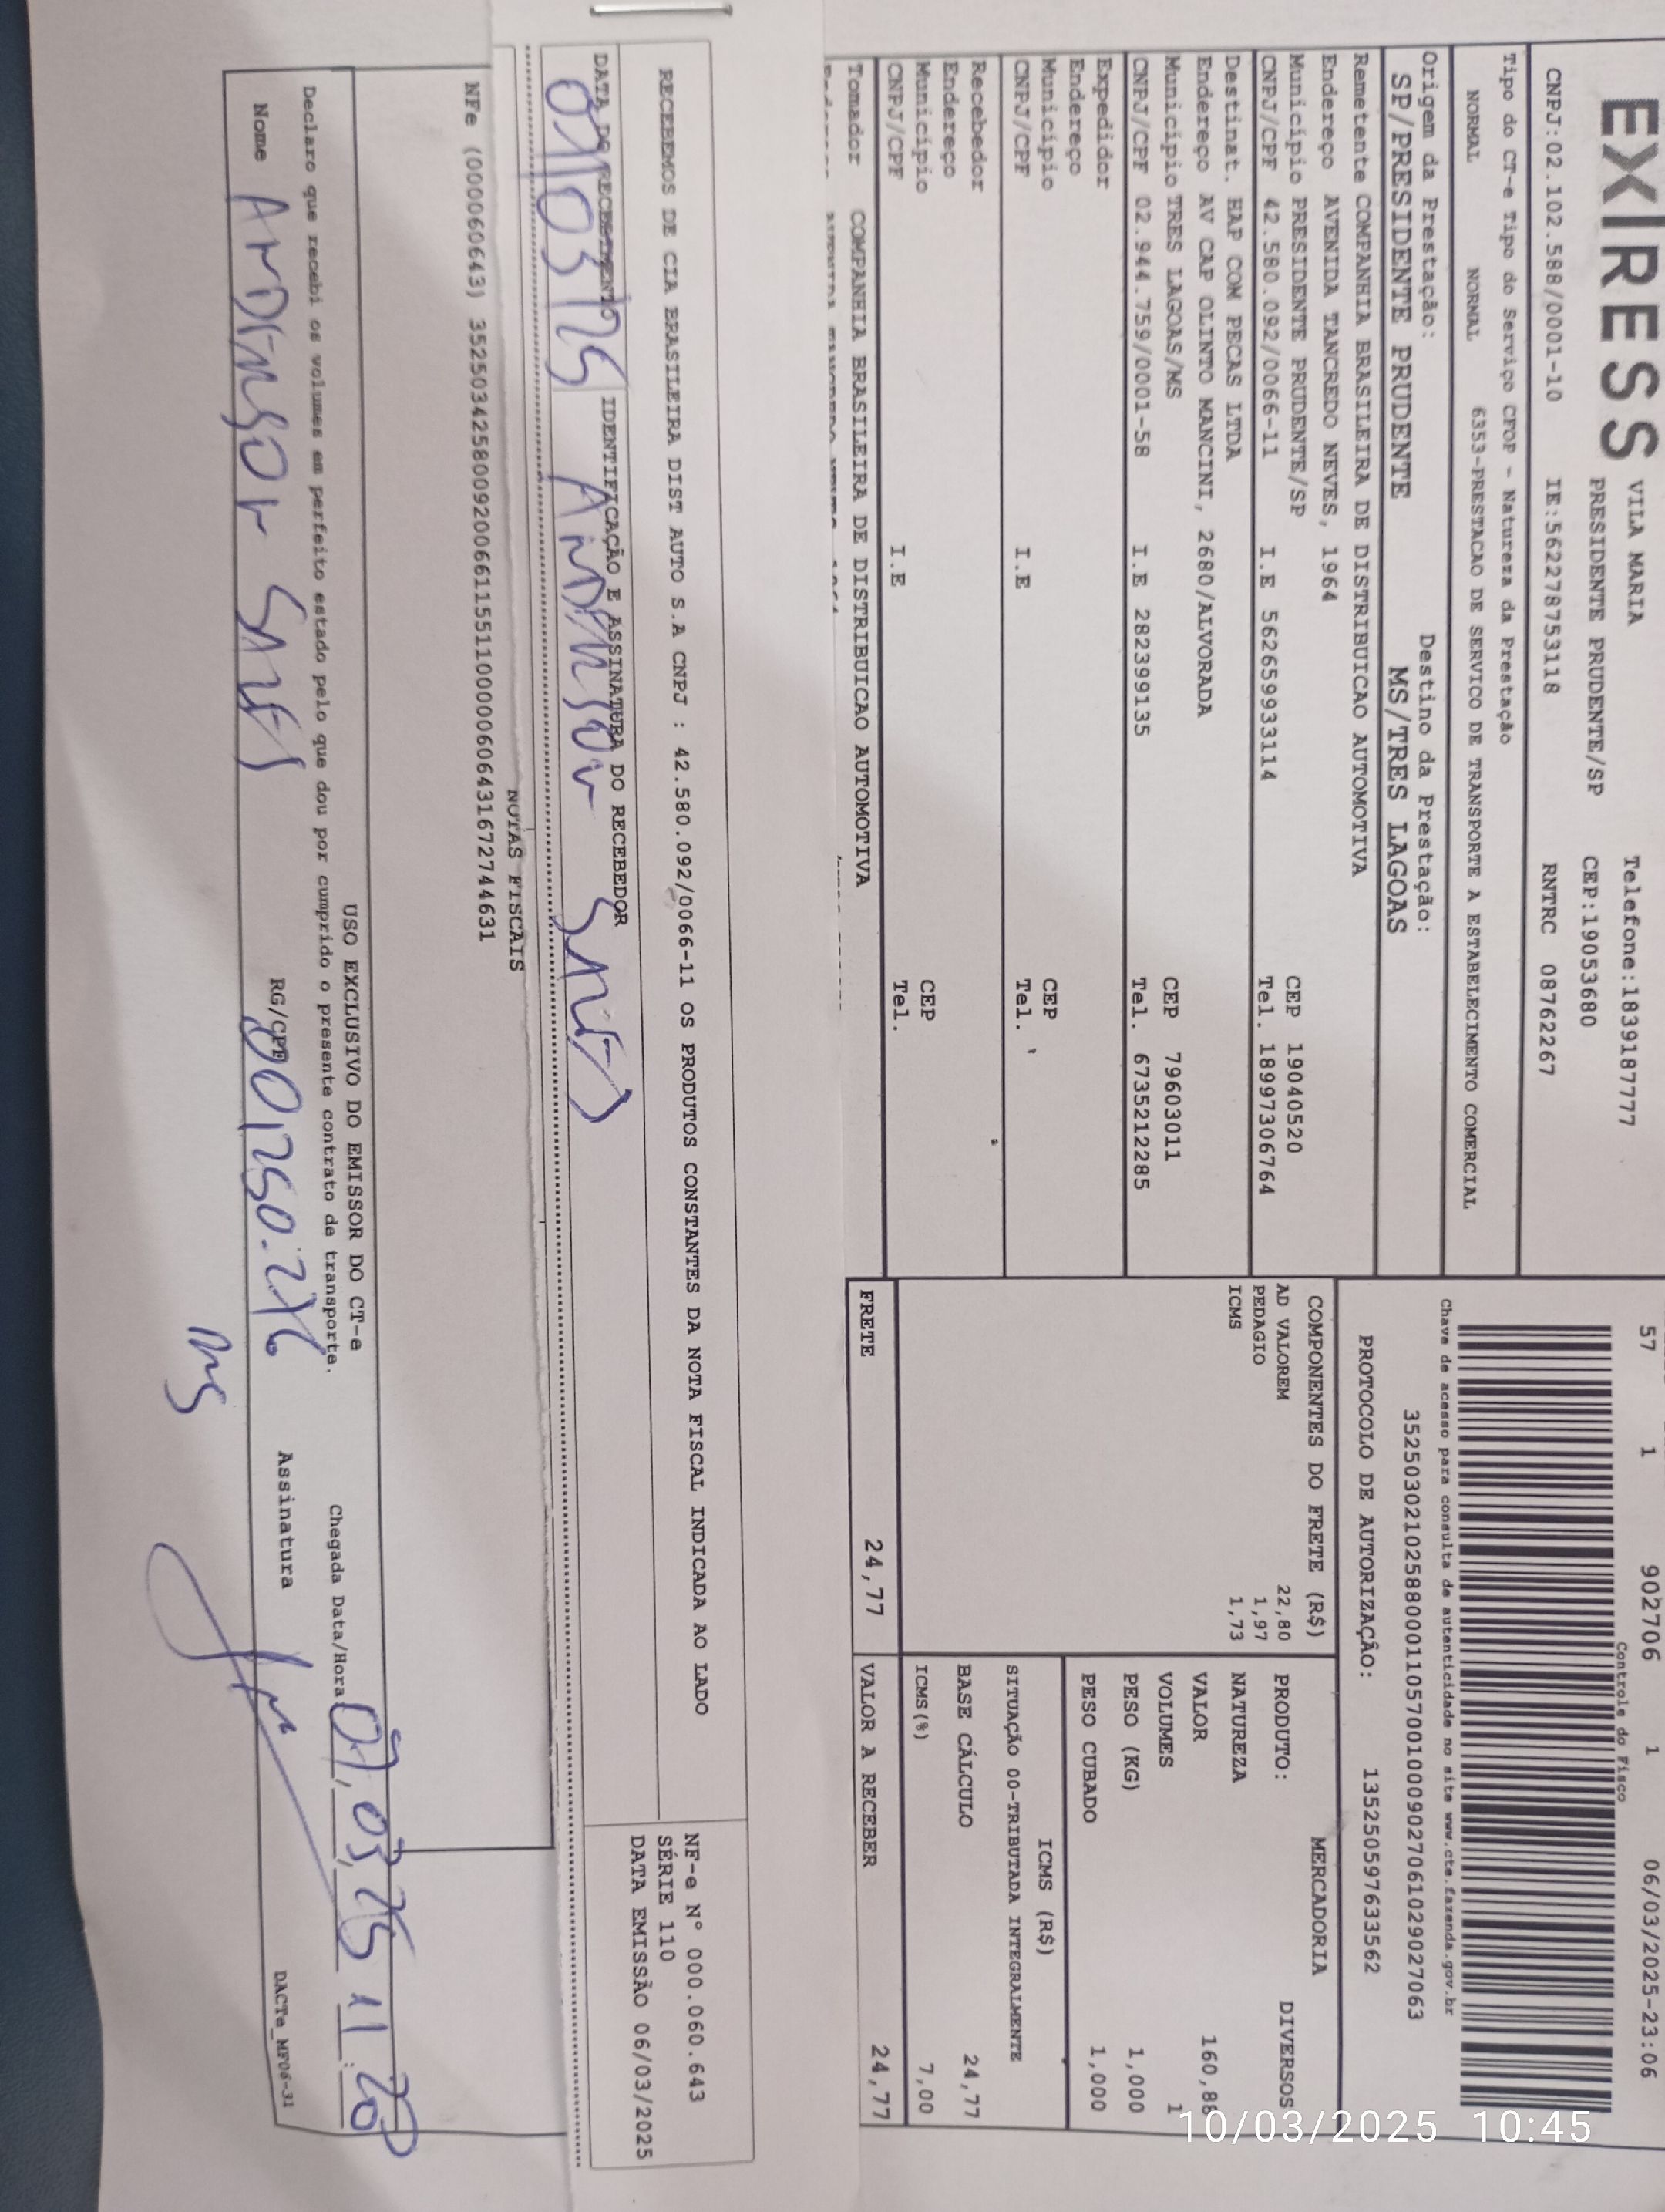 57 1 902706 1 06/03/2025-23:06
EXPRESS
VILA MARIA Telefone:1839187777
PRESIDENTE PRUDENTE/SP CEP:19053680
CNPJ:02.102.588/0001-10 IE:562278753118 RNTRC 08762267
Controle do Fisco
Tipo do CT-e Tipo do Serviço CFOP - Natureza da Prestação
NORMAL NORMAL 6353-PRESTACAO DE SERVICO DE TRANSPORTE A ESTABELECIMENTO COMERCIAL
Chave de acesso para consulta de autenticidade no site www.cte.fazenda.gov.br
35250302102588000110570010009027061029027063
Origem da Prestação: Destino da Prestação:
SP/PRESIDENTE PRUDENTE MS/TRES LAGOAS
PROTOCOLO DE AUTORIZAÇÃO: 135250597633562
Remetente COMPANHIA BRASILEIRA DE DISTRIBUICAO AUTOMOTIVA
Endereço AVENIDA TANCREDO NEVES, 1964
Município PRESIDENTE PRUDENTE/SP CEP 19040520
CNPJ/CPF 42.580.092/0066-11 I.E 562659933114 Tel. 18997306764
Destinat. HAP COM PECAS LTDA
Endereço AV CAP OLINTO MANCINI, 2680/ALVORADA
Município TRES LAGOAS/MS CEP 79603011
CNPJ/CPF 02.944.759/0001-58 I.E 282399135 Tel. 6735212285
Expedidor
Endereço
Município CEP
CNPJ/CPF I.E Tel.
Recebedor
Endereço
Município CEP
CNPJ/CPF I.E Tel.
Tomador COMPANHIA BRASILEIRA DE DISTRIBUICAO AUTOMOTIVA
COMPONENTES DO FRETE (R$)
AD VALOREM 22,80
PEDAGIO 1,97
ICMS 1,73
FRETE 24,77
MERCADORIA
PRODUTO: DIVERSOS
NATUREZA
VALOR 160,88
VOLUMES 1
PESO (KG) 1,000
PESO CUBADO 1,000
ICMS (R$)
SITUAÇÃO 00-TRIBUTADA INTEGRALMENTE
BASE CÁLCULO 24,77
ICMS(%) 7,00
VALOR A RECEBER 24,77
RECEBEMOS DE CIA BRASILEIRA DIST AUTO S.A CNPJ : 42.580.092/0066-11 OS PRODUTOS CONSTANTES DA NOTA FISCAL INDICADA AO LADO
DATA DO RECEBIMENTO IDENTIFICAÇÃO E ASSINATURA DO RECEBEDOR
07/03/25
NF-e N° 000.060.643
SÉRIE 110
DATA EMISSÃO 06/03/2025
NOTAS FISCAIS
NFe (000060643) 35250342580092006611551100000606431672744631
USO EXCLUSIVO DO EMISSOR DO CT-e
Declaro que recebi os volumes em perfeito estado pelo que dou por cumprido o presente contrato de transporte. Chegada Data/Hora 07,03,25 11:20
Nome RG/CPF Assinatura
MS
DACTe_MF06-31
10/03/2025 10:45